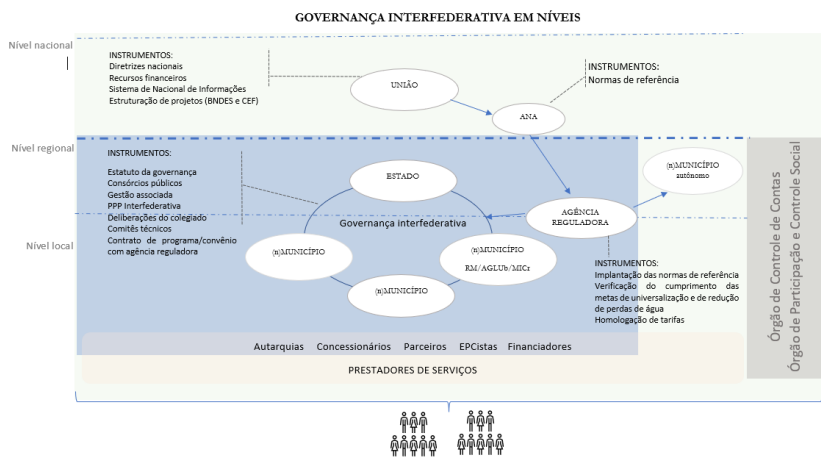 GOVERNANÇA INTERFEDERATIVA EM NÍVEIS
Nível nacional
INSTRUMENTOS:
Diretrizes nacionais
Recursos financeiros
Sistema de Nacional de Informações
Estruturação de projetos (BNDES e CEF)
UNIÃO
INSTRUMENTOS:
Normas de referência
ANA
Nível regional
INSTRUMENTOS:
Estatuto da governança
Consórcios públicos
Gestão associada
PPP Interfederativa
Deliberações do colegiado
Comitês técnicos
Contrato de programa/convênio
com agência reguladora
ESTADO
(n)MUNICÍPIO
autônomo
AGÊNCIA
REGULADORA
Governança interfederativa
Nível local
(n)MUNICÍPIO
(n)MUNICÍPIO
RM/AGLUb/MICr
(n)MUNICÍPIO
INSTRUMENTOS:
Implantação das normas de referência
Verificação do cumprimento das
metas de universalização e de redução
de perdas de água
Homologação de tarifas
Órgão de Controle de Contas
Órgão de Participação e Controle Social
Autarquias Concessionários Parceiros EPCistas Financiadores
PRESTADORES DE SERVIÇOS